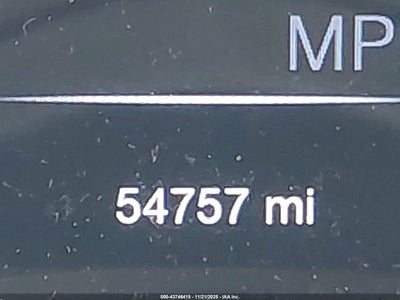 MP
54757 mi
000-43746415 - 11/21/2025 - IAA Inc.